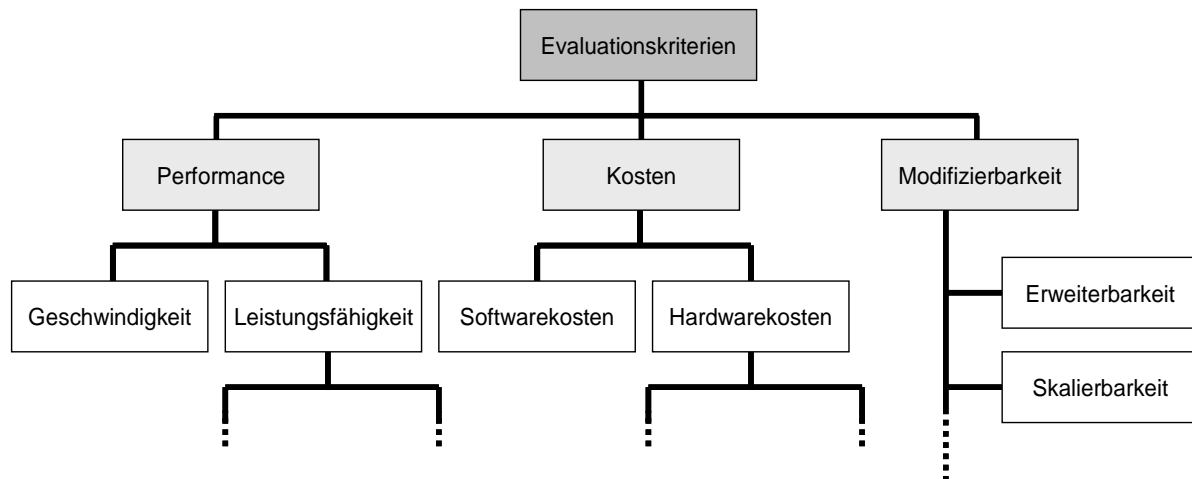 Evaluationskriterien
Performance
Kosten
Modifizierbarkeit
Geschwindigkeit
Leistungsfähigkeit
Softwarekosten
Hardwarekosten
Erweiterbarkeit
Skalierbarkeit